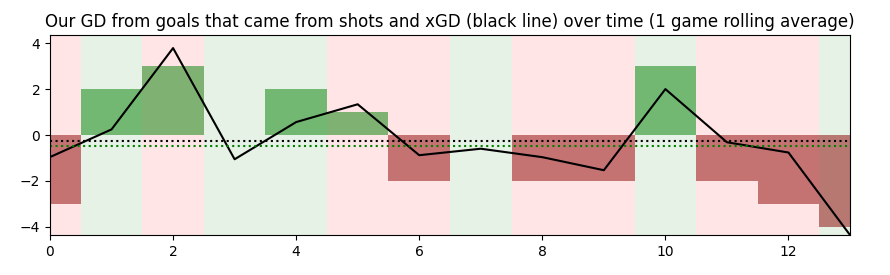 Our GD from goals that came from shots and xGD (black line) over time (1 game rolling average)
4
2
0
−2
−4
0 2 4 6 8 10 12